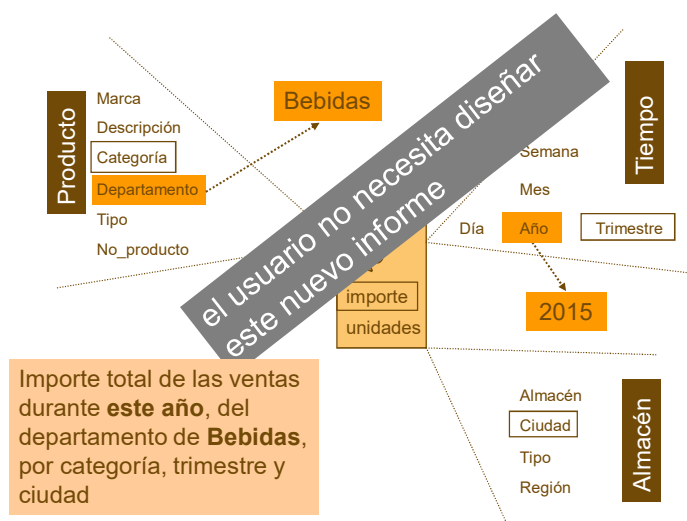 Producto
Marca
Descripción
Categoría
Departamento
Tipo
No_producto
Bebidas
el usuario no necesita diseñar
este nuevo informe
Tiempo
Semana
Mes
Día
Año
Trimestre
2015
importe
unidades
Importe total de las ventas
durante este año, del
departamento de Bebidas,
por categoría, trimestre y
ciudad
Almacén
Ciudad
Tipo
Región
Almacén